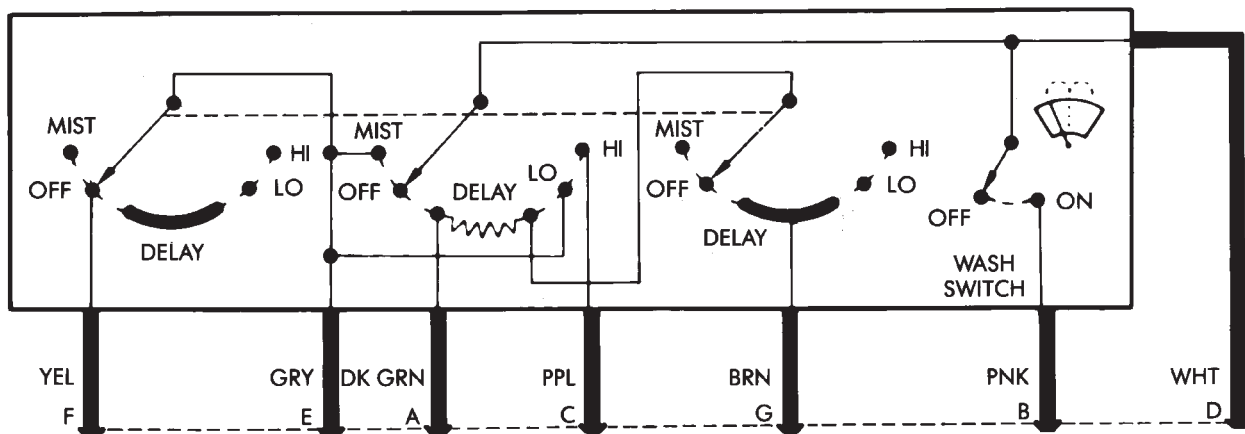 MIST
OFF
DELAY
LO
HI
MIST
OFF
DELAY
LO
HI
MIST
OFF
DELAY
LO
HI
OFF
ON
WASH
SWITCH
YEL
GRY
DK GRN
PPL
BRN
PNK
WHT
F
E
A
C
G
B
D